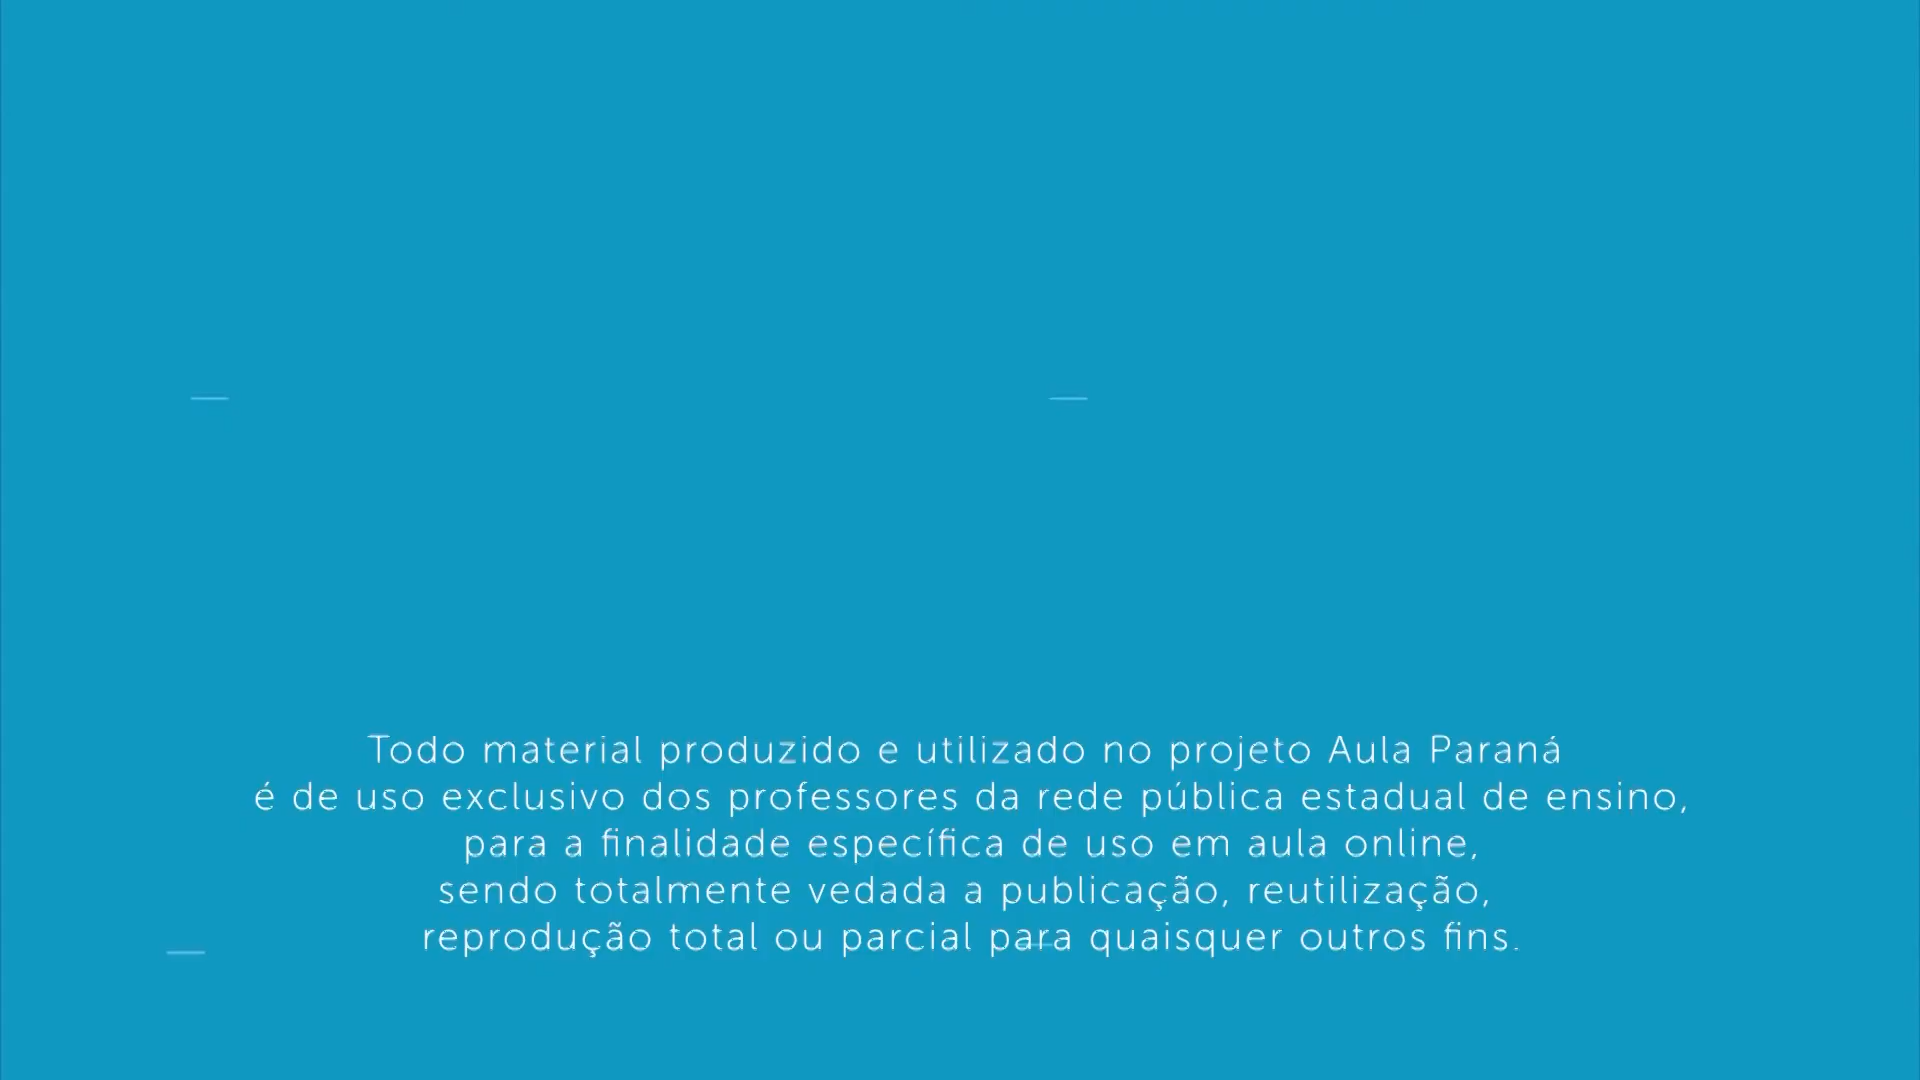 Todo material produzido e utilizado no projeto Aula Paraná
é de uso exclusivo dos professores da rede pública estadual de ensino,
para a finalidade específica de uso em aula online,
sendo totalmente vedada a publicação, reutilização,
reprodução total ou parcial para quaisquer outros fins.